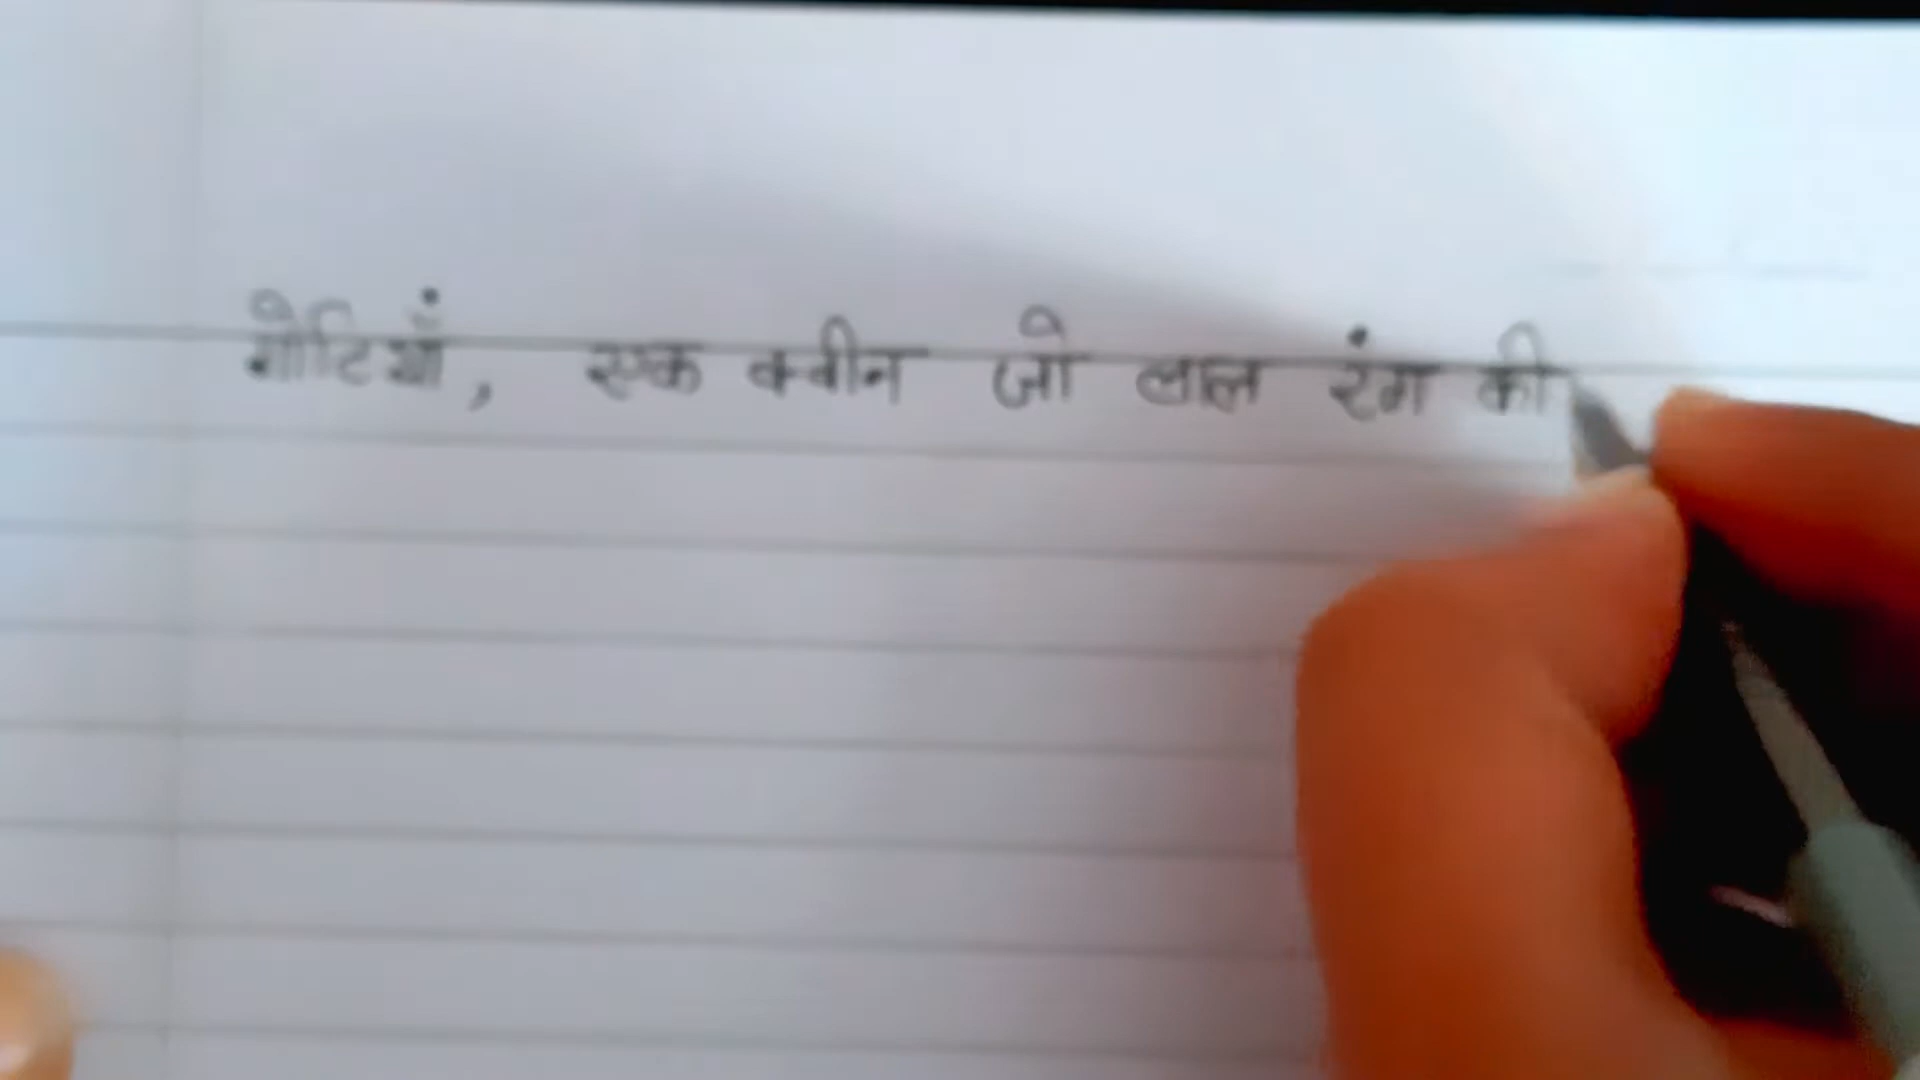 गोटियाँ, एक क्वीन जो लाल रंग की